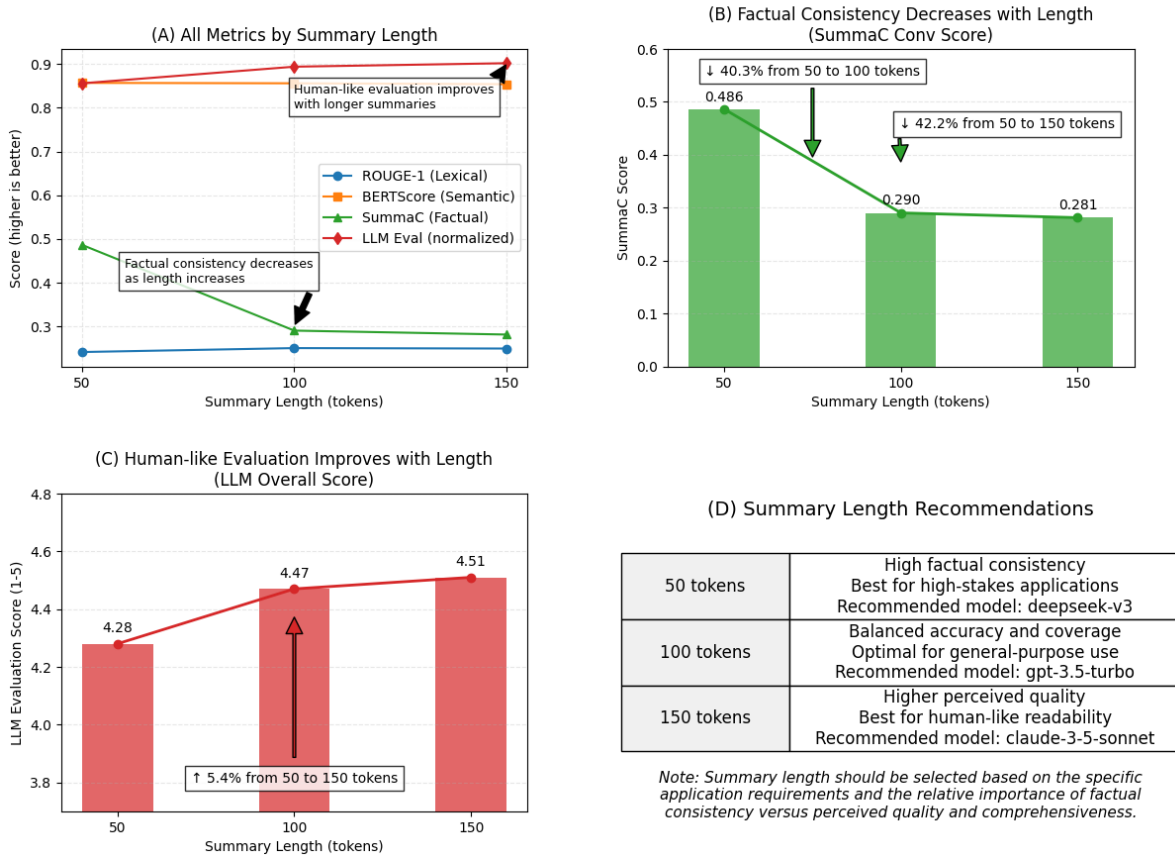 (A) All Metrics by Summary Length
Score (higher is better)
0.9
0.8
0.7
0.6
0.5
0.4
0.3
Human-like evaluation improves
with longer summaries
ROUGE-1 (Lexical)
BERTScore (Semantic)
SummaC (Factual)
LLM Eval (normalized)
Factual consistency decreases
as length increases
50
100
150
Summary Length (tokens)
(B) Factual Consistency Decreases with Length
(SummaC Conv Score)
SummaC Score
0.6
0.5
0.4
0.3
0.2
0.1
0.0
↓ 40.3% from 50 to 100 tokens
0.486
↓ 42.2% from 50 to 150 tokens
0.290
0.281
50
100
150
Summary Length (tokens)
(C) Human-like Evaluation Improves with Length
(LLM Overall Score)
LLM Evaluation Score (1-5)
4.8
4.6
4.4
4.2
4.0
3.8
4.28
4.47
4.51
↑ 5.4% from 50 to 150 tokens
50
100
150
Summary Length (tokens)
(D) Summary Length Recommendations
50 tokens
High factual consistency
Best for high-stakes applications
Recommended model: deepseek-v3
100 tokens
Balanced accuracy and coverage
Optimal for general-purpose use
Recommended model: gpt-3.5-turbo
150 tokens
Higher perceived quality
Best for human-like readability
Recommended model: claude-3-5-sonnet
Note: Summary length should be selected based on the specific
application requirements and the relative importance of factual
consistency versus perceived quality and comprehensiveness.